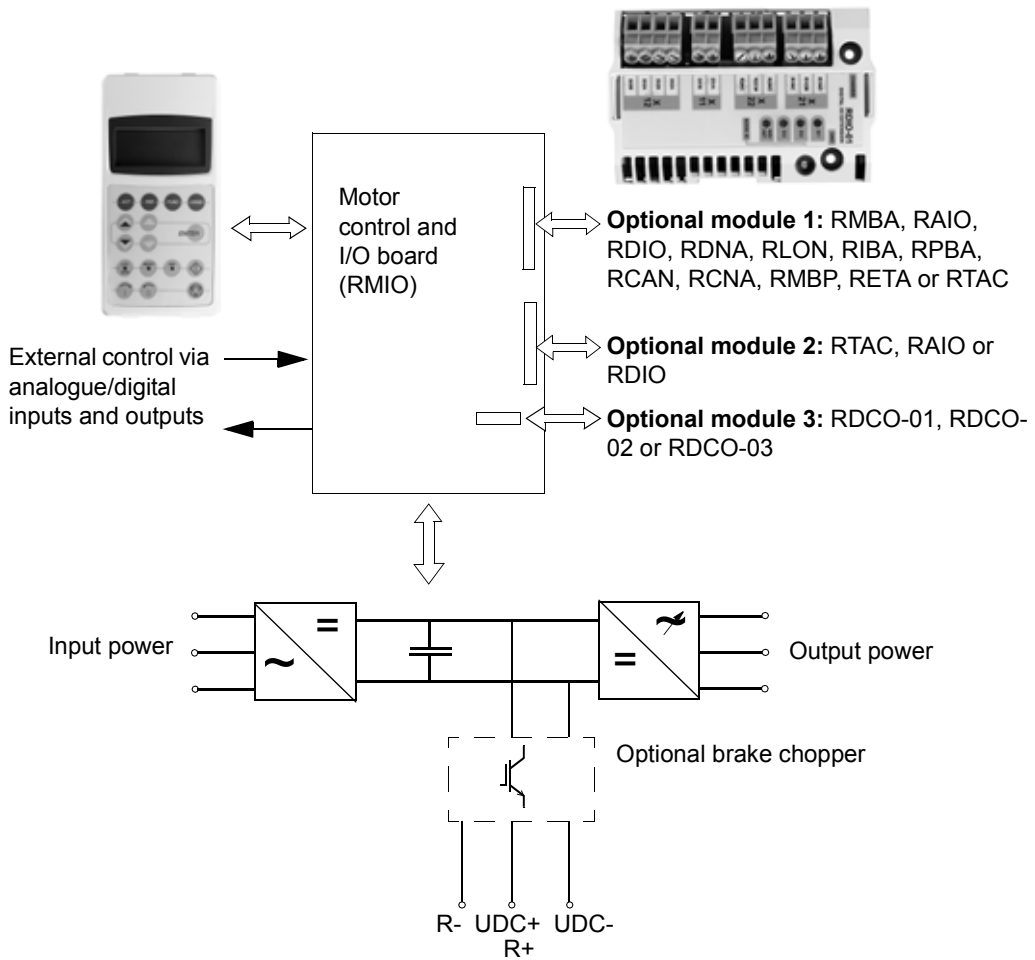 RDIO-01
Motor
control and
I/O board
(RMIO)
Optional module 1: RMBA, RAIO,
RDIO, RDNA, RLON, RIBA, RPBA,
RCAN, RCNA, RMBP, RETA or RTAC
External control via
analogue/digital
inputs and outputs
Optional module 2: RTAC, RAIO or
RDIO
Optional module 3: RDCO-01, RDCO-
02 or RDCO-03
Input power
=
~
~
=
Output power
Optional brake chopper
R- UDC+ UDC-
R+